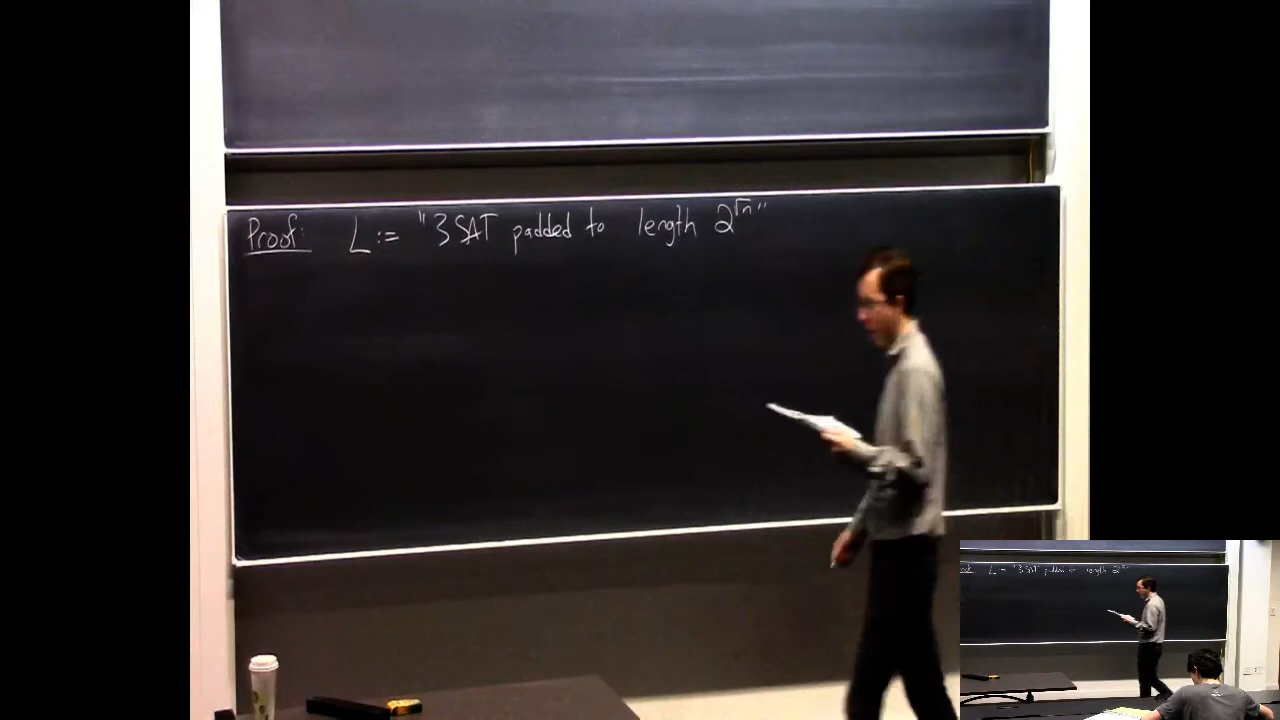 Proof: L := "3SAT padded to length 2^√n"